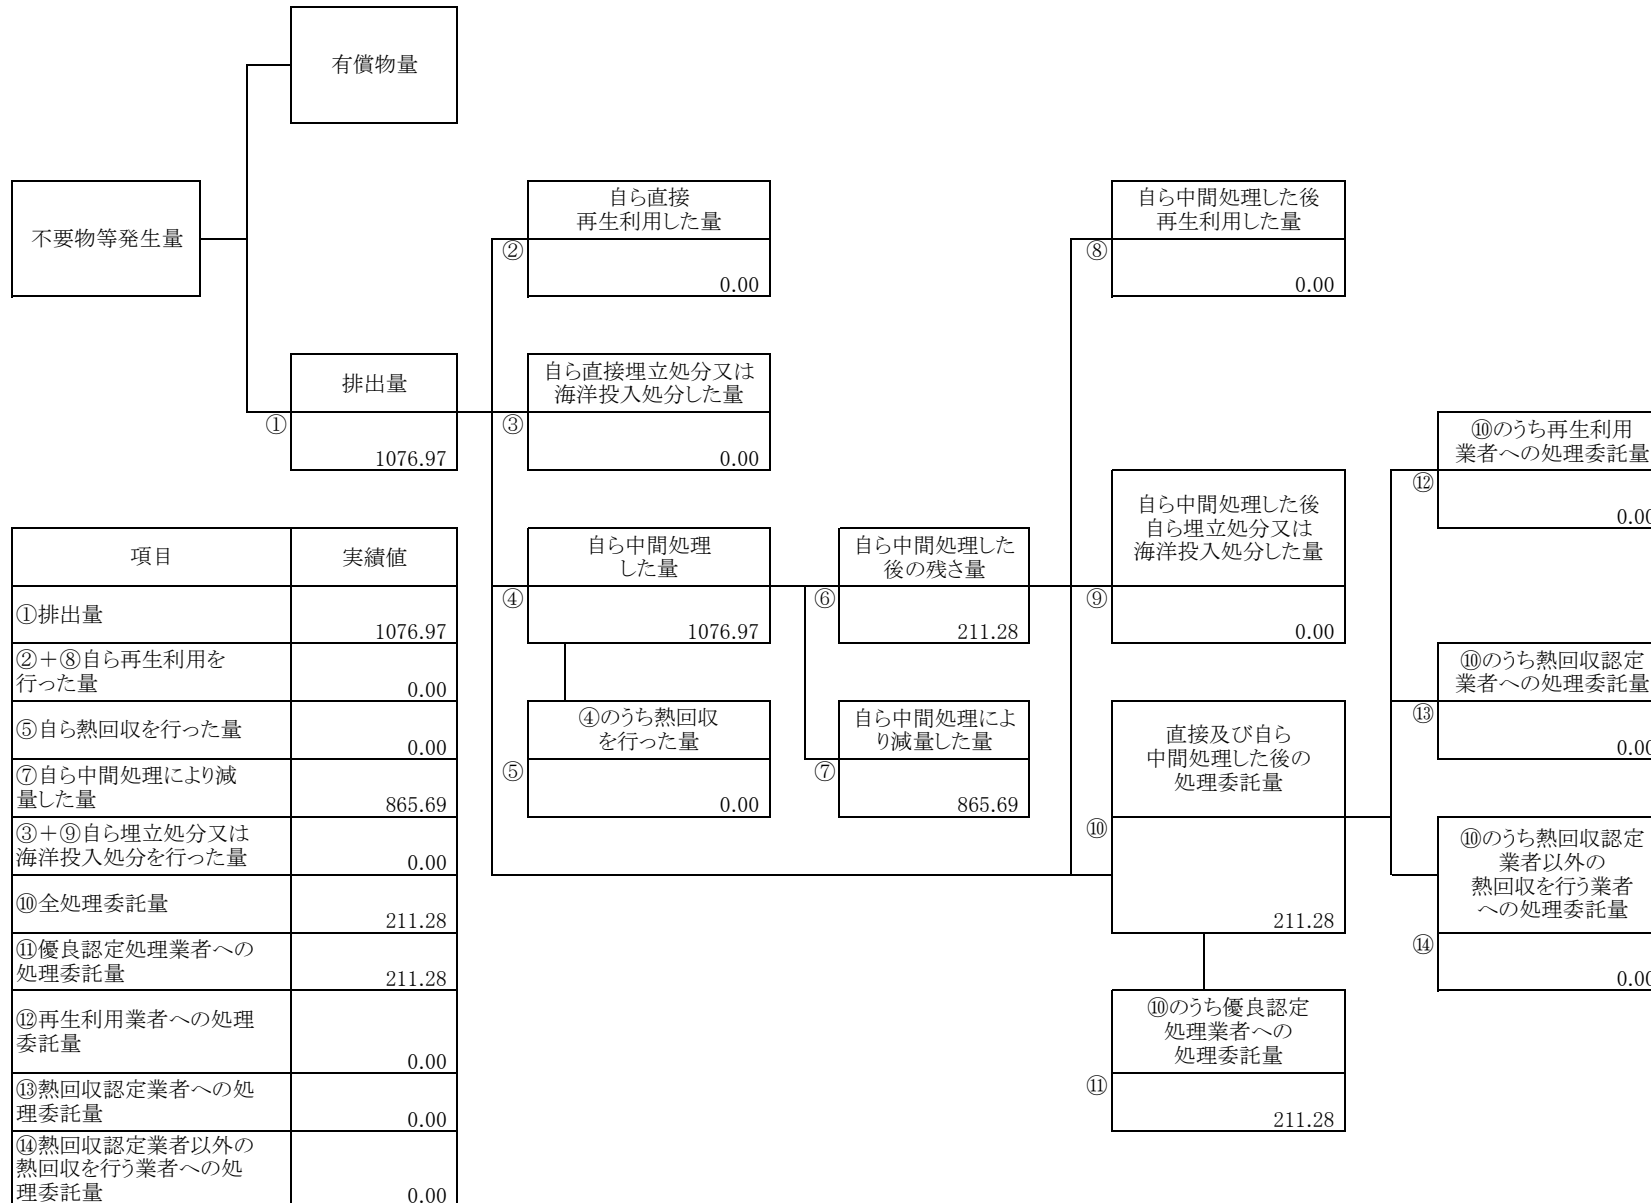 有償物量
不要物等発生量
自ら直接
再生利用した量
②
0.00
自ら中間処理した後
再生利用した量
⑧
0.00
排出量
①
1076.97
自ら直接埋立処分又は
海洋投入処分した量
③
0.00
自ら中間処理
した量
④
1076.97
自ら中間処理した
後の残さ量
⑥
211.28
自ら中間処理した後
自ら埋立処分又は
海洋投入処分した量
⑨
0.00
⑩のうち再生利用
業者への処理委託量
⑫
0.00
④のうち熱回収
を行った量
⑤
0.00
自ら中間処理によ
り減量した量
⑦
865.69
直接及び自ら
中間処理した後の
処理委託量
⑩
211.28
⑩のうち熱回収認定
業者への処理委託量
⑬
0.00
⑩のうち熱回収認定
業者以外の
熱回収を行う業者
への処理委託量
⑭
0.00
⑩のうち優良認定
処理業者への
処理委託量
⑪
211.28
項目 実績値
①排出量
1076.97
②＋⑧自ら再生利用を
行った量
0.00
⑤自ら熱回収を行った量
0.00
⑦自ら中間処理により減
量した量
865.69
③＋⑨自ら埋立処分又は
海洋投入処分を行った量
0.00
⑩全処理委託量
211.28
⑪優良認定処理業者への
処理委託量
211.28
⑫再生利用業者への処理
委託量
0.00
⑬熱回収認定業者への処
理委託量
0.00
⑭熱回収認定業者以外の
熱回収を行う業者への処
理委託量
0.00